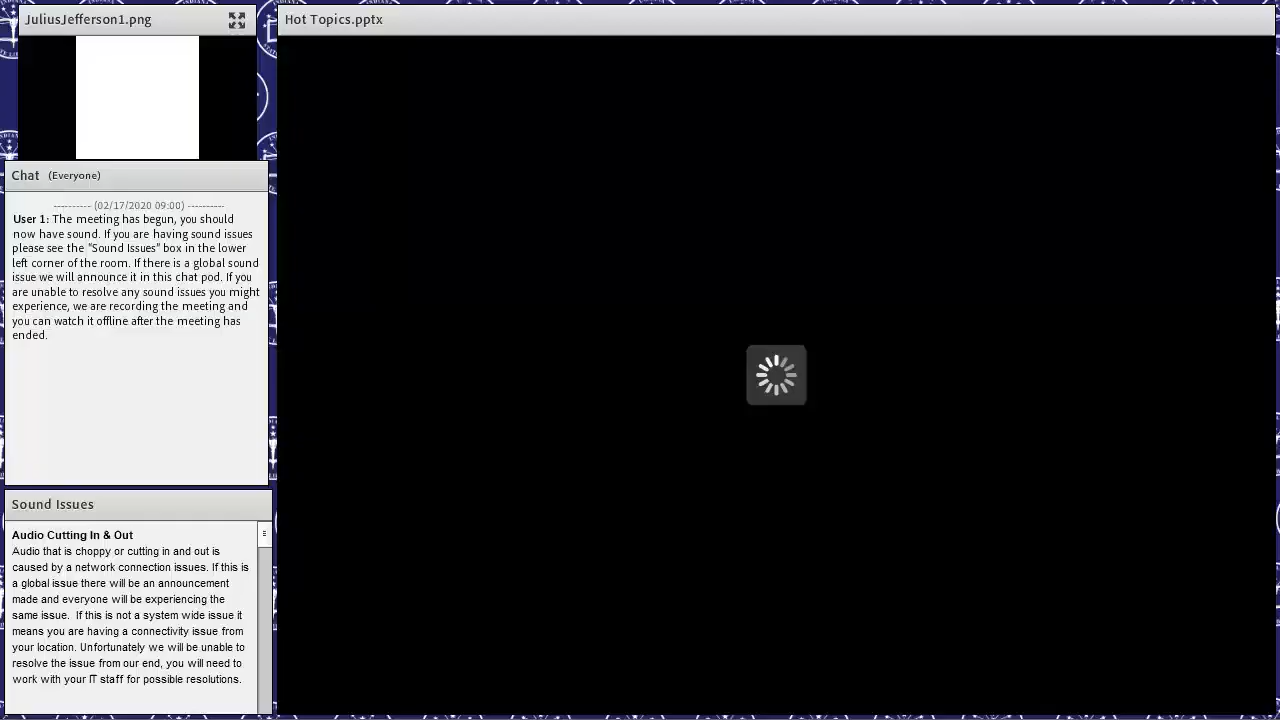 JuliusJefferson1.png
Hot Topics.pptx
Chat (Everyone)
---------- (02/17/2020 09:00) ----------
User 1: The meeting has begun, you should
now have sound. If you are having sound issues
please see the “Sound Issues” box in the lower
left corner of the room. If there is a global sound
issue we will announce it in this chat pod. If you
are unable to resolve any sound issues you might
experience, we are recording the meeting and
you can watch it offline after the meeting has
ended.
Sound Issues
Audio Cutting In & Out
Audio that is choppy or cutting in and out is
caused by a network connection issues. If this is
a global issue there will be an announcement
made and everyone will be experiencing the
same issue.  If this is not a system wide issue it
means you are having a connectivity issue from
your location. Unfortunately we will be unable to
resolve the issue from our end, you will need to
work with your IT staff for possible resolutions.